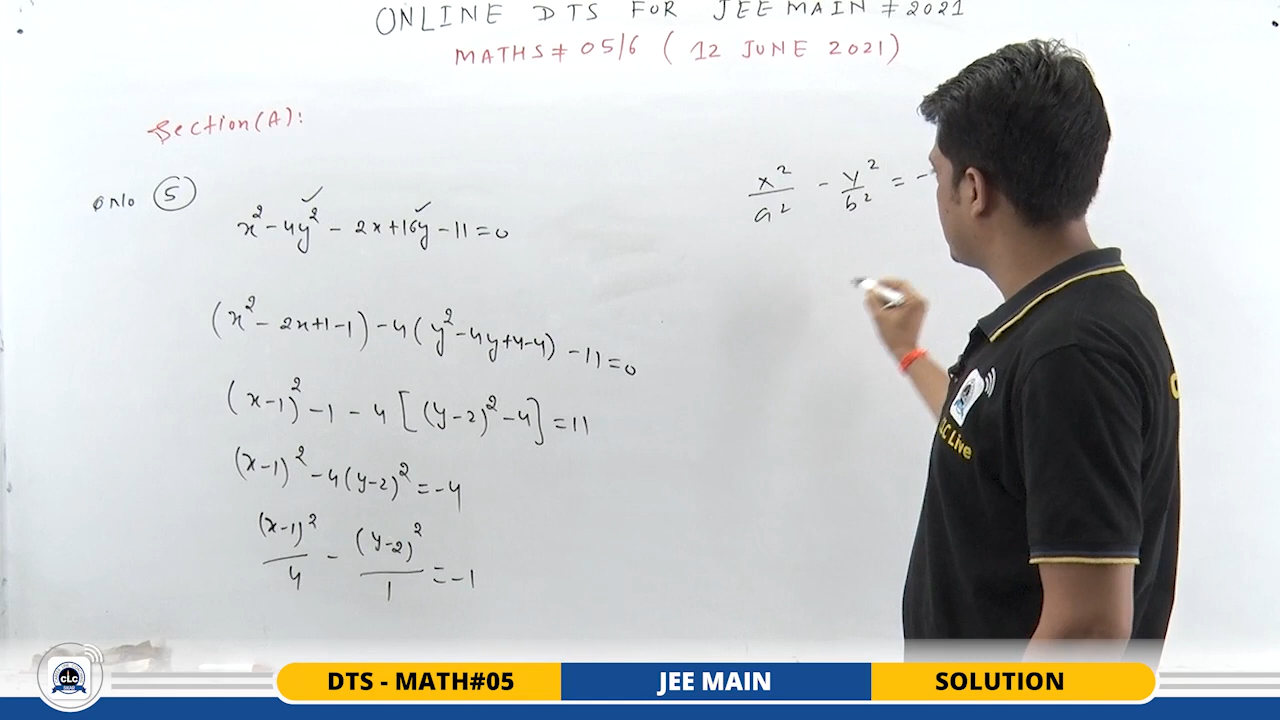 ONLINE DTS FOR JEE MAIN # 2021
MATHS # 05/6 ( 12 JUNE 2021)
Section(A):
Q No 5
x² - 4y² - 2x + 16y - 11 = 0
(x² - 2x + 1 - 1) - 4 (y² - 4y + 4 - 4) - 11 = 0
(x-1)² - 1 - 4 [(y-2)² - 4] = 11
(x-1)² - 4(y-2)² = -4
(x-1)²/4 - (y-2)²/1 = -1
x²/a² - y²/b² = -
CLC Live
CLC
DTS - MATH#05
JEE MAIN
SOLUTION